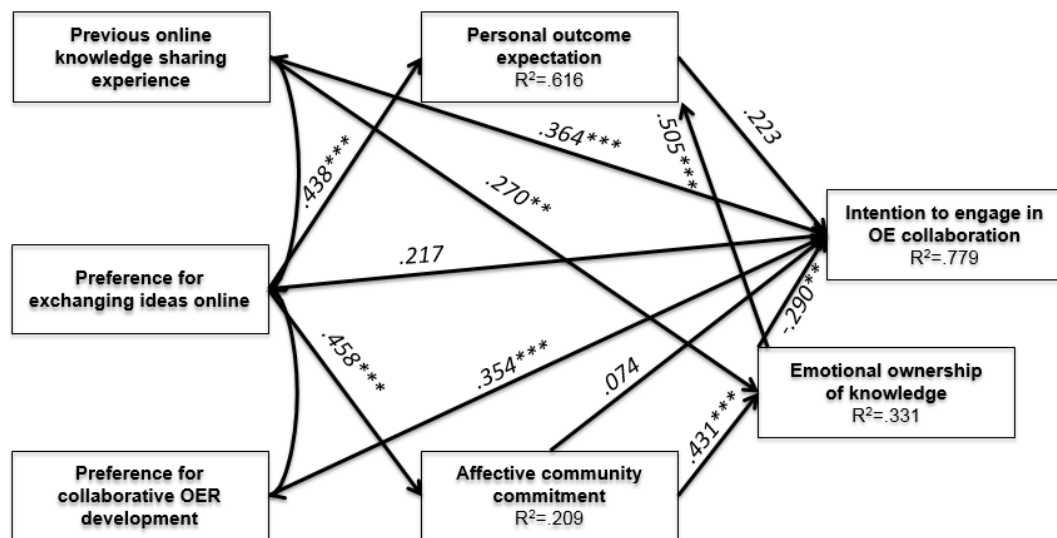 Previous online
knowledge sharing
experience
Personal outcome
expectation
R²=.616
.223
.364***
.505***
.438***
.270**
Intention to engage in
OE collaboration
R²=.779
Preference for
exchanging ideas online
.217
-.290**
.458***
.354***
.074
Emotional ownership
of knowledge
R²=.331
.431***
Preference for
collaborative OER
development
Affective community
commitment
R²=.209